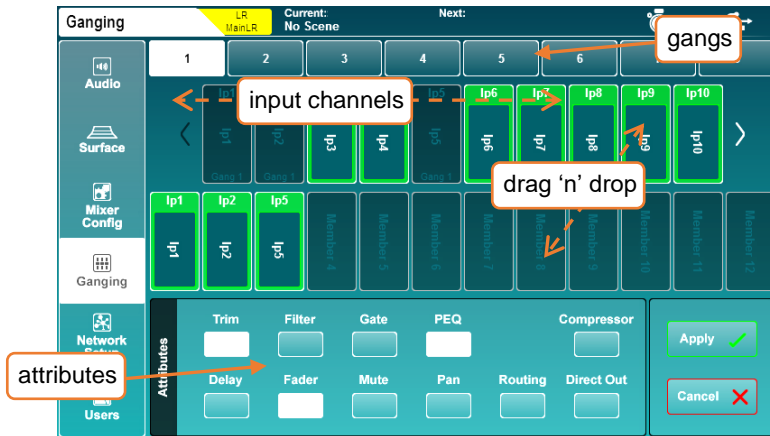 Ganging
LR
MainLR
Current:
No Scene
Next:
gangs
Audio
1
2
3
4
5
6
input channels
Ip5
Ip6
Ip7
Ip8
Ip9
Ip10
Ip1
Ip2
Ip3
Ip4
Ip5
Ip6
Ip7
Ip8
Ip9
Ip10
Surface
Gang 1
Gang 1
Gang 1
drag ‘n’ drop
Mixer
Config
Ip1
Ip2
Ip5
Ip1
Ip2
Ip5
Member 4
Member 5
Member 6
Member 7
Member 8
Member 9
Member 10
Member 11
Member 12
Ganging
Attributes
Trim
Filter
Gate
PEQ
Compressor
Network
Apply
attributes
Delay
Fader
Mute
Pan
Routing
Direct Out
Cancel
Users